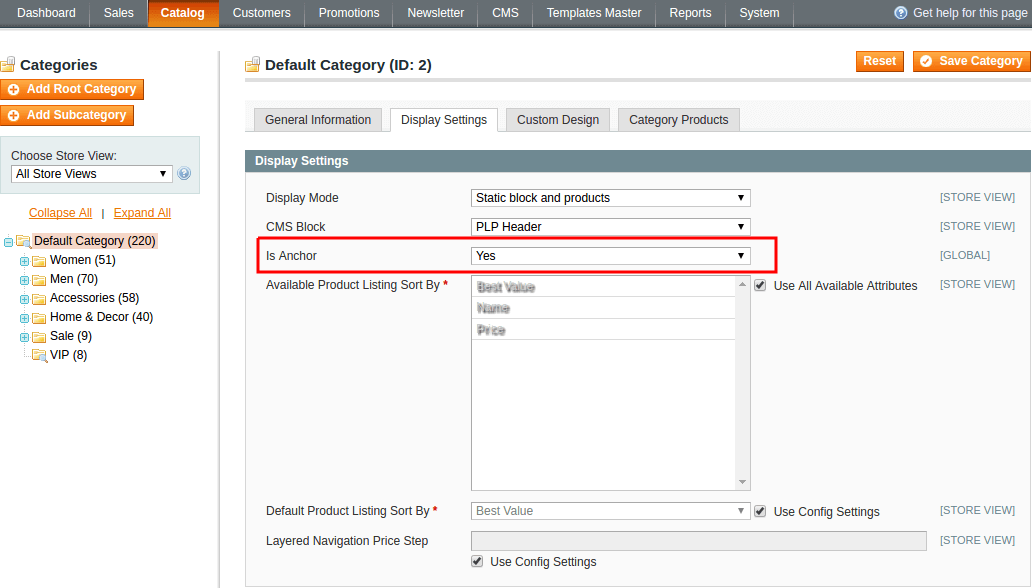 Dashboard Sales Catalog Customers Promotions Newsletter CMS Templates Master Reports System Get help for this page
Categories
Add Root Category
Add Subcategory
Choose Store View:
All Store Views
Collapse All | Expand All
Default Category (220)
Women (51)
Men (70)
Accessories (58)
Home & Decor (40)
Sale (9)
VIP (8)
Default Category (ID: 2) Reset Save Category
General Information Display Settings Custom Design Category Products
Display Settings
Display Mode Static block and products [STORE VIEW]
CMS Block PLP Header [STORE VIEW]
Is Anchor Yes [GLOBAL]
Available Product Listing Sort By * Best Value Use All Available Attributes [STORE VIEW]
Name
Price
Default Product Listing Sort By * Best Value Use Config Settings [STORE VIEW]
Layered Navigation Price Step [STORE VIEW]
Use Config Settings